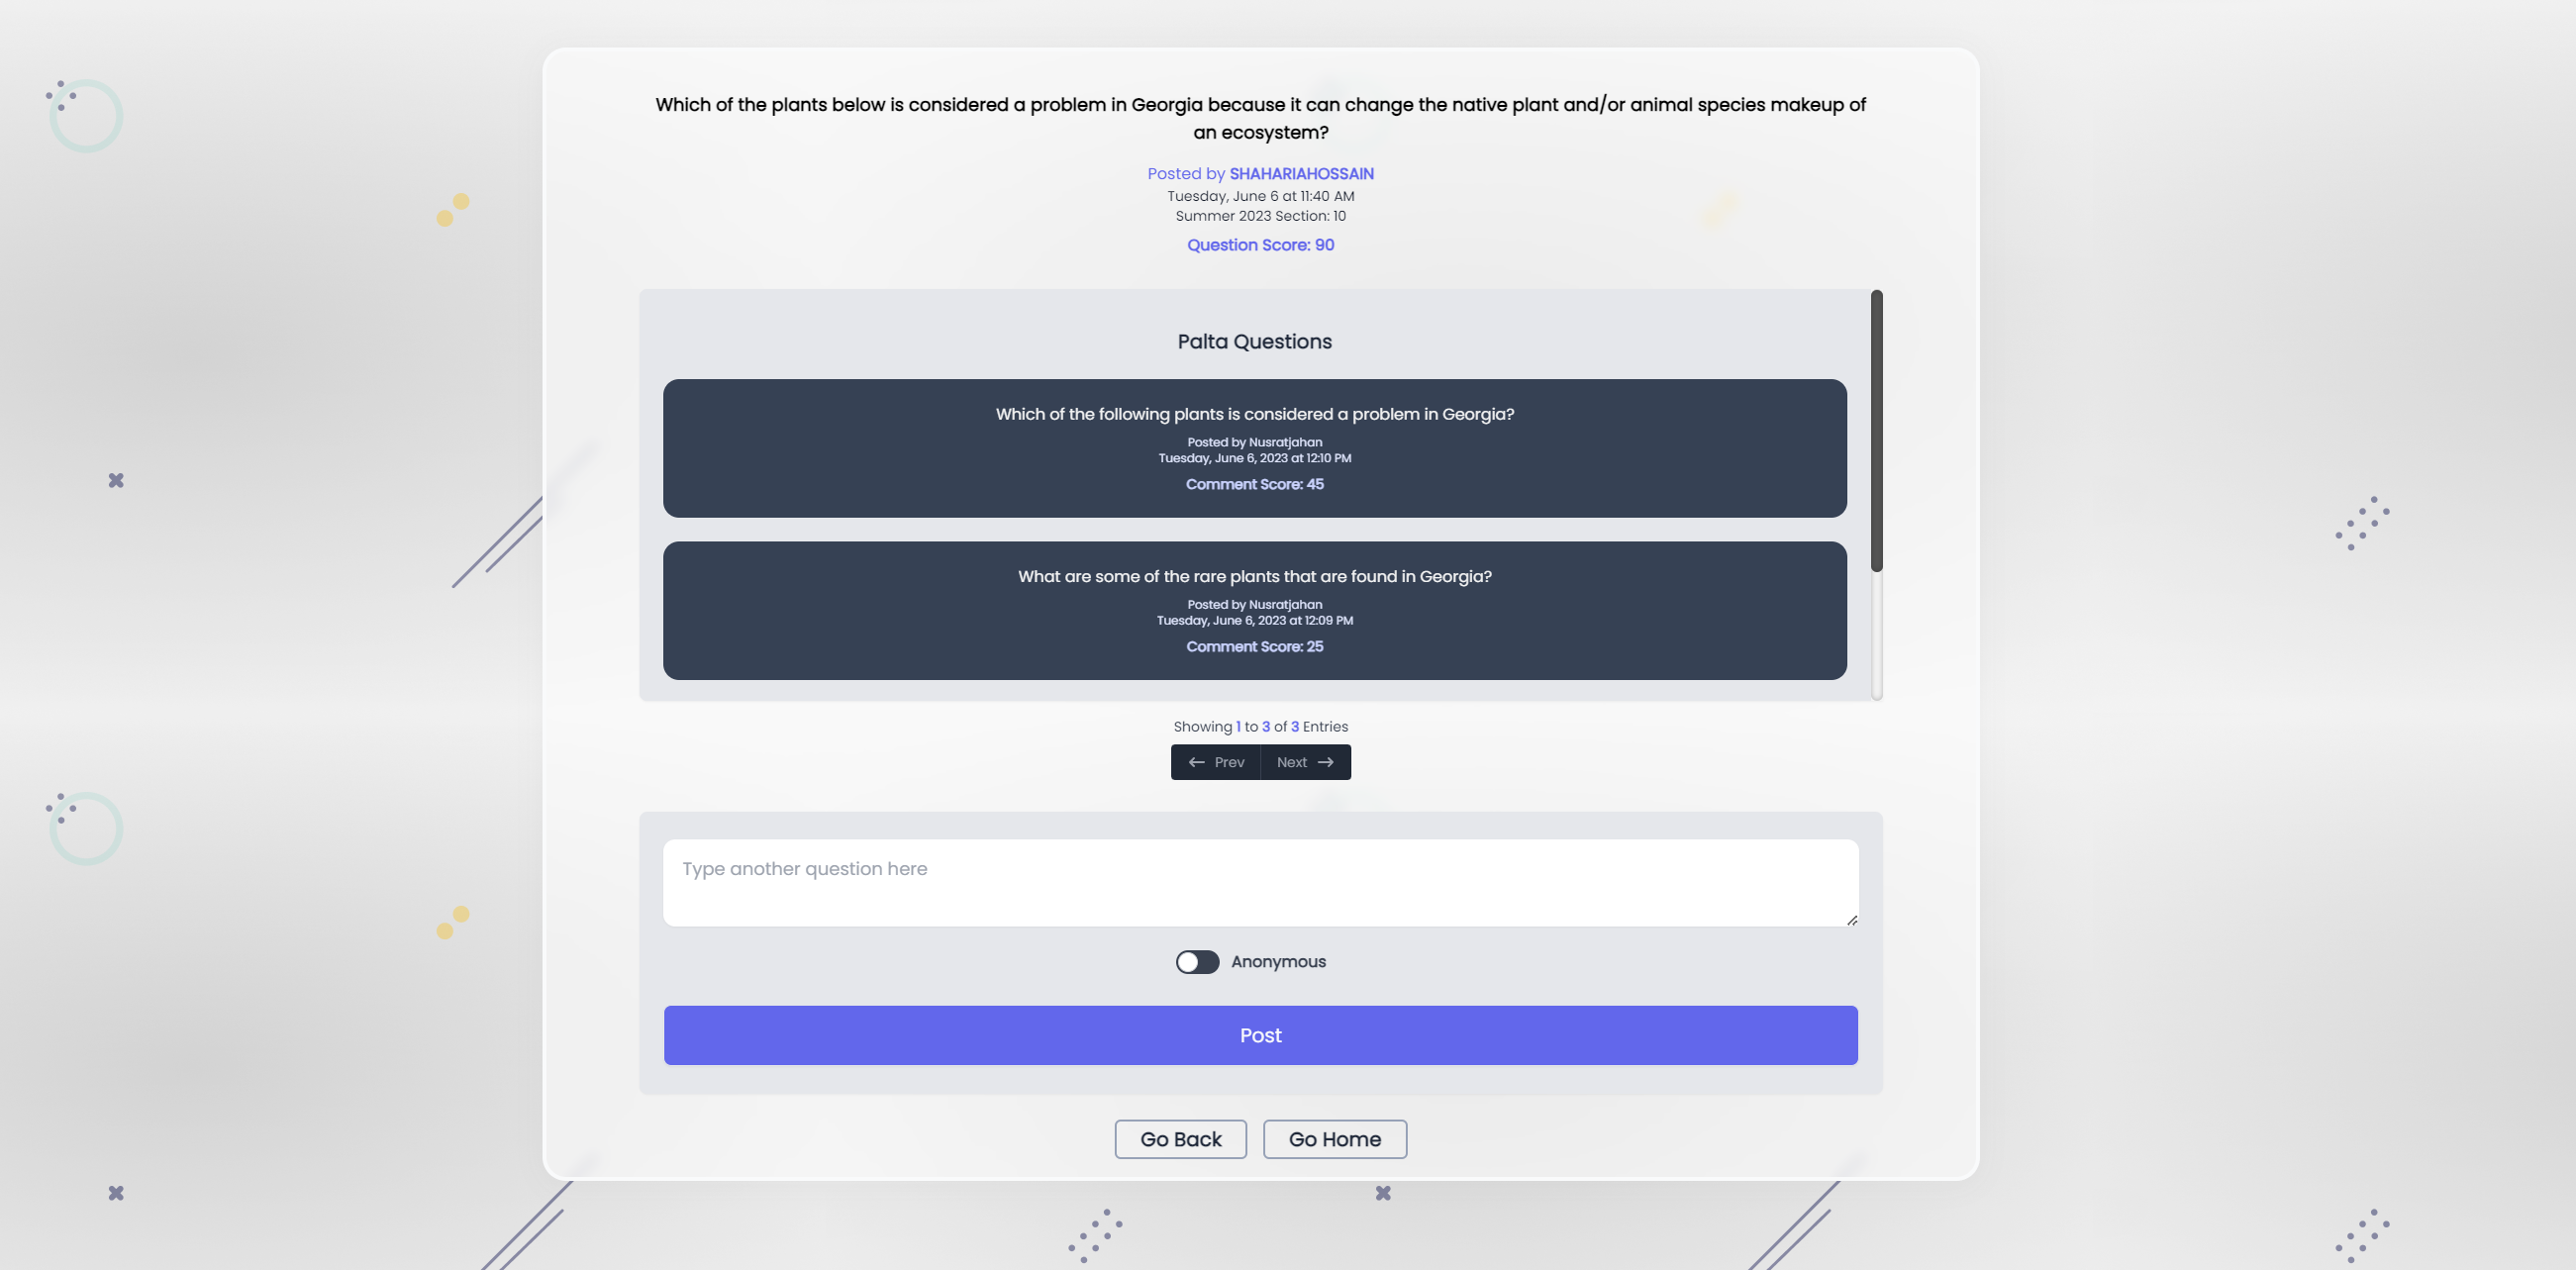 Which of the plants below is considered a problem in Georgia because it can change the native plant and/or animal species makeup of
an ecosystem?
Posted by SHAHARIAHOSSAIN
Tuesday, June 6 at 11:40 AM
Summer 2023 Section: 10
Question Score: 90
Palta Questions
Which of the following plants is considered a problem in Georgia?
Posted by Nusratjahan
Tuesday, June 6, 2023 at 12:10 PM
Comment Score: 45
What are some of the rare plants that are found in Georgia?
Posted by Nusratjahan
Tuesday, June 6, 2023 at 12:09 PM
Comment Score: 25
Showing 1 to 3 of 3 Entries
Prev Next
Type another question here
Anonymous
Post
Go Back Go Home